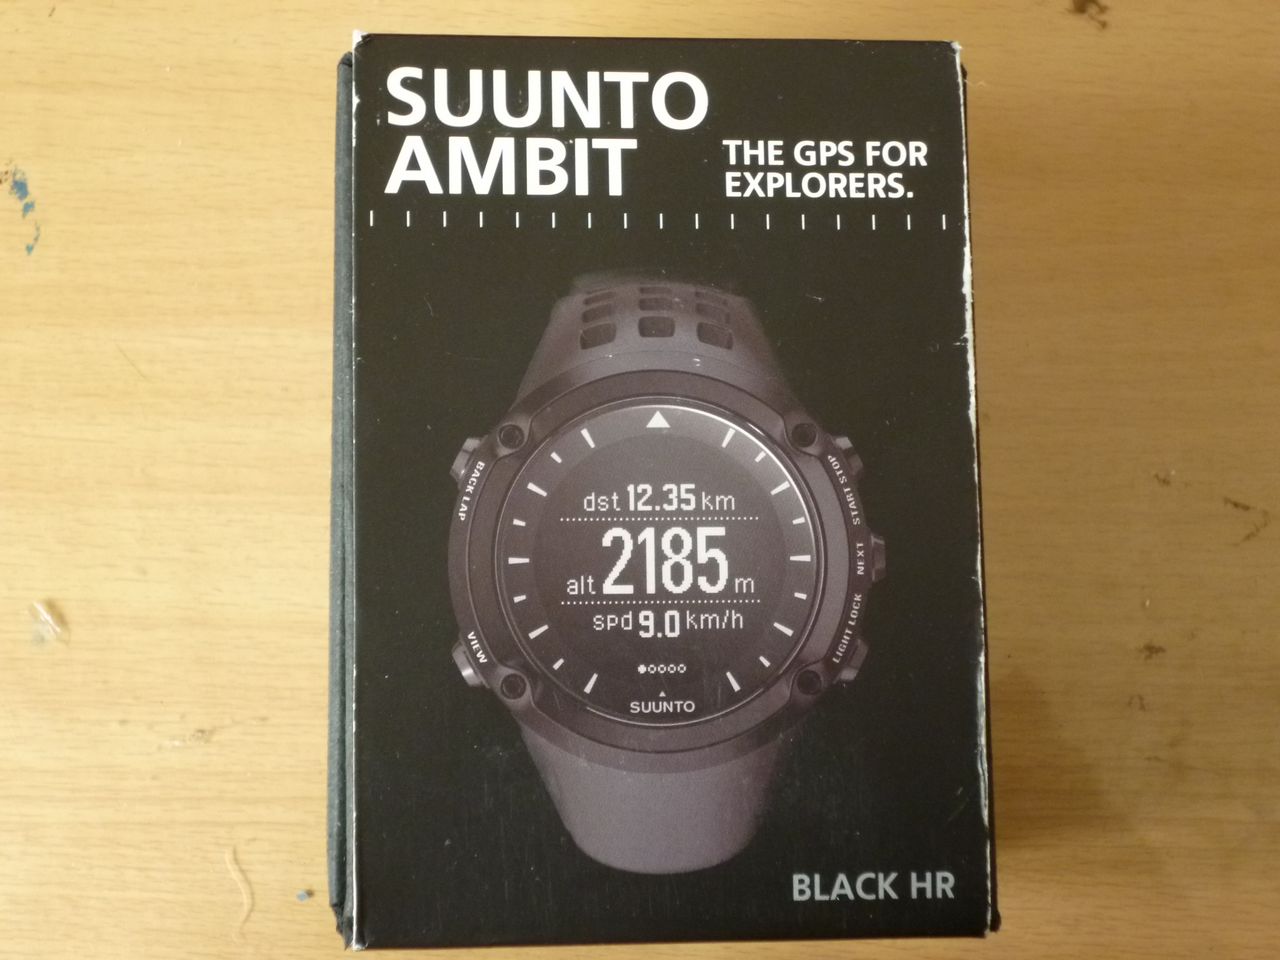 SUUNTO
AMBIT
THE GPS FOR
EXPLORERS.
BACK LAP
START STOP
dst 12.35 km
NEXT
alt 2185 m
spd 9.0 km/h
LIGHT LOCK
VIEW
SUUNTO
BLACK HR